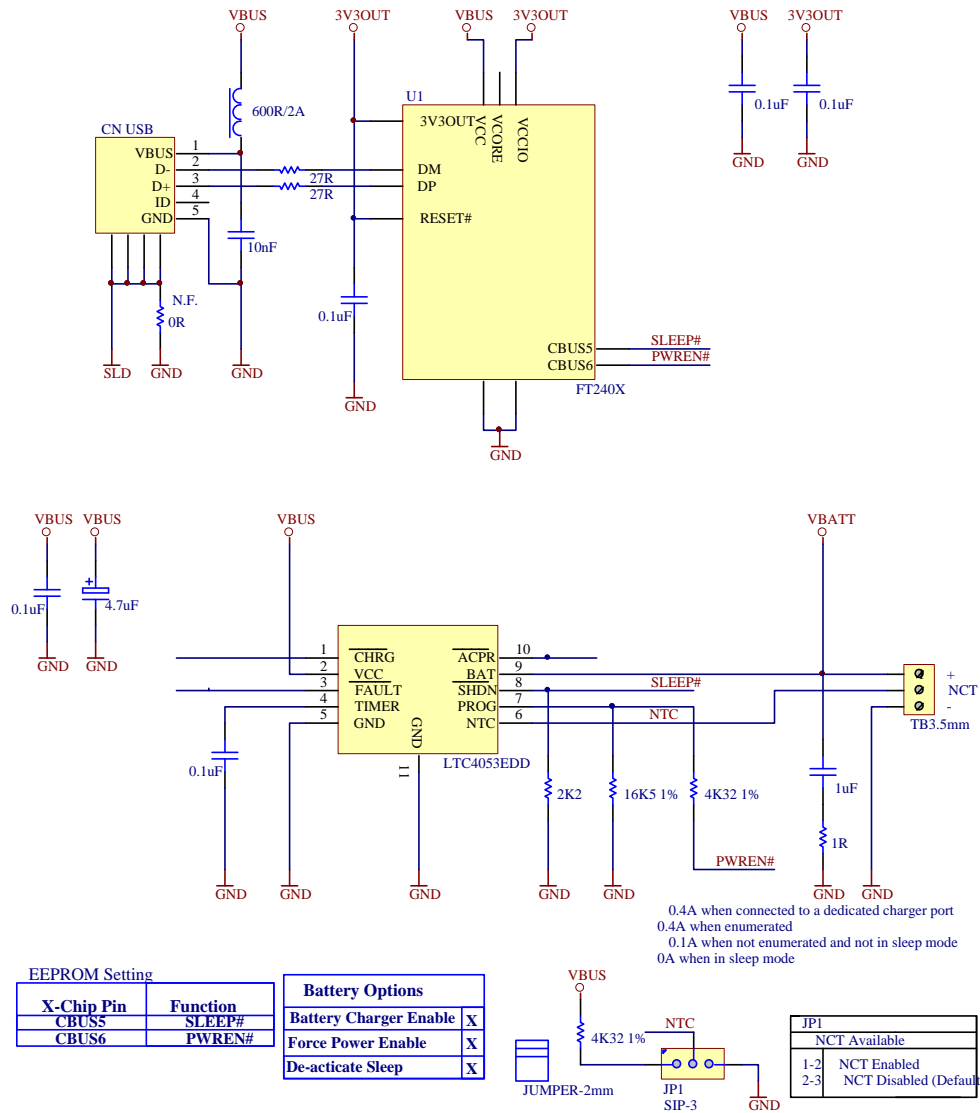 VBUS 3V3OUT VBUS 3V3OUT VBUS 3V3OUT
600R/2A
0.1uF 0.1uF
GND GND
CN USB
VBUS 1
D- 2
D+ 3
ID 4
GND 5
27R
27R
10nF
N.F.
0R
SLD GND GND
0.1uF
GND
U1
3V3OUT
VCC
VCORE
VCCIO
DM
DP
RESET#
CBUS5 SLEEP#
CBUS6 PWREN#
FT240X
GND
VBUS VBUS VBUS VBATT
0.1uF
+
4.7uF
GND GND
1 CHRG ACPR 10
2 VCC BAT 9
3 FAULT SHDN 8 SLEEP#
4 TIMER PROG 7
5 GND NTC 6 NTC
GND
11
LTC4053EDD
+
NCT
-
TB3.5mm
0.1uF
2K2
16K5 1%
4K32 1%
1uF
1R
PWREN#
GND GND GND GND GND GND GND
0.4A when connected to a dedicated charger port
0.4A when enumerated
0.1A when not enumerated and not in sleep mode
0A when in sleep mode
EEPROM Setting
X-Chip Pin Function
CBUS5 SLEEP#
CBUS6 PWREN#
Battery Options
Battery Charger Enable X
Force Power Enable X
De-acticate Sleep X
JUMPER-2mm
VBUS
4K32 1%
NTC
JP1
SIP-3
GND
JP1
NCT Available
1-2 NCT Enabled
2-3 NCT Disabled (Defaul